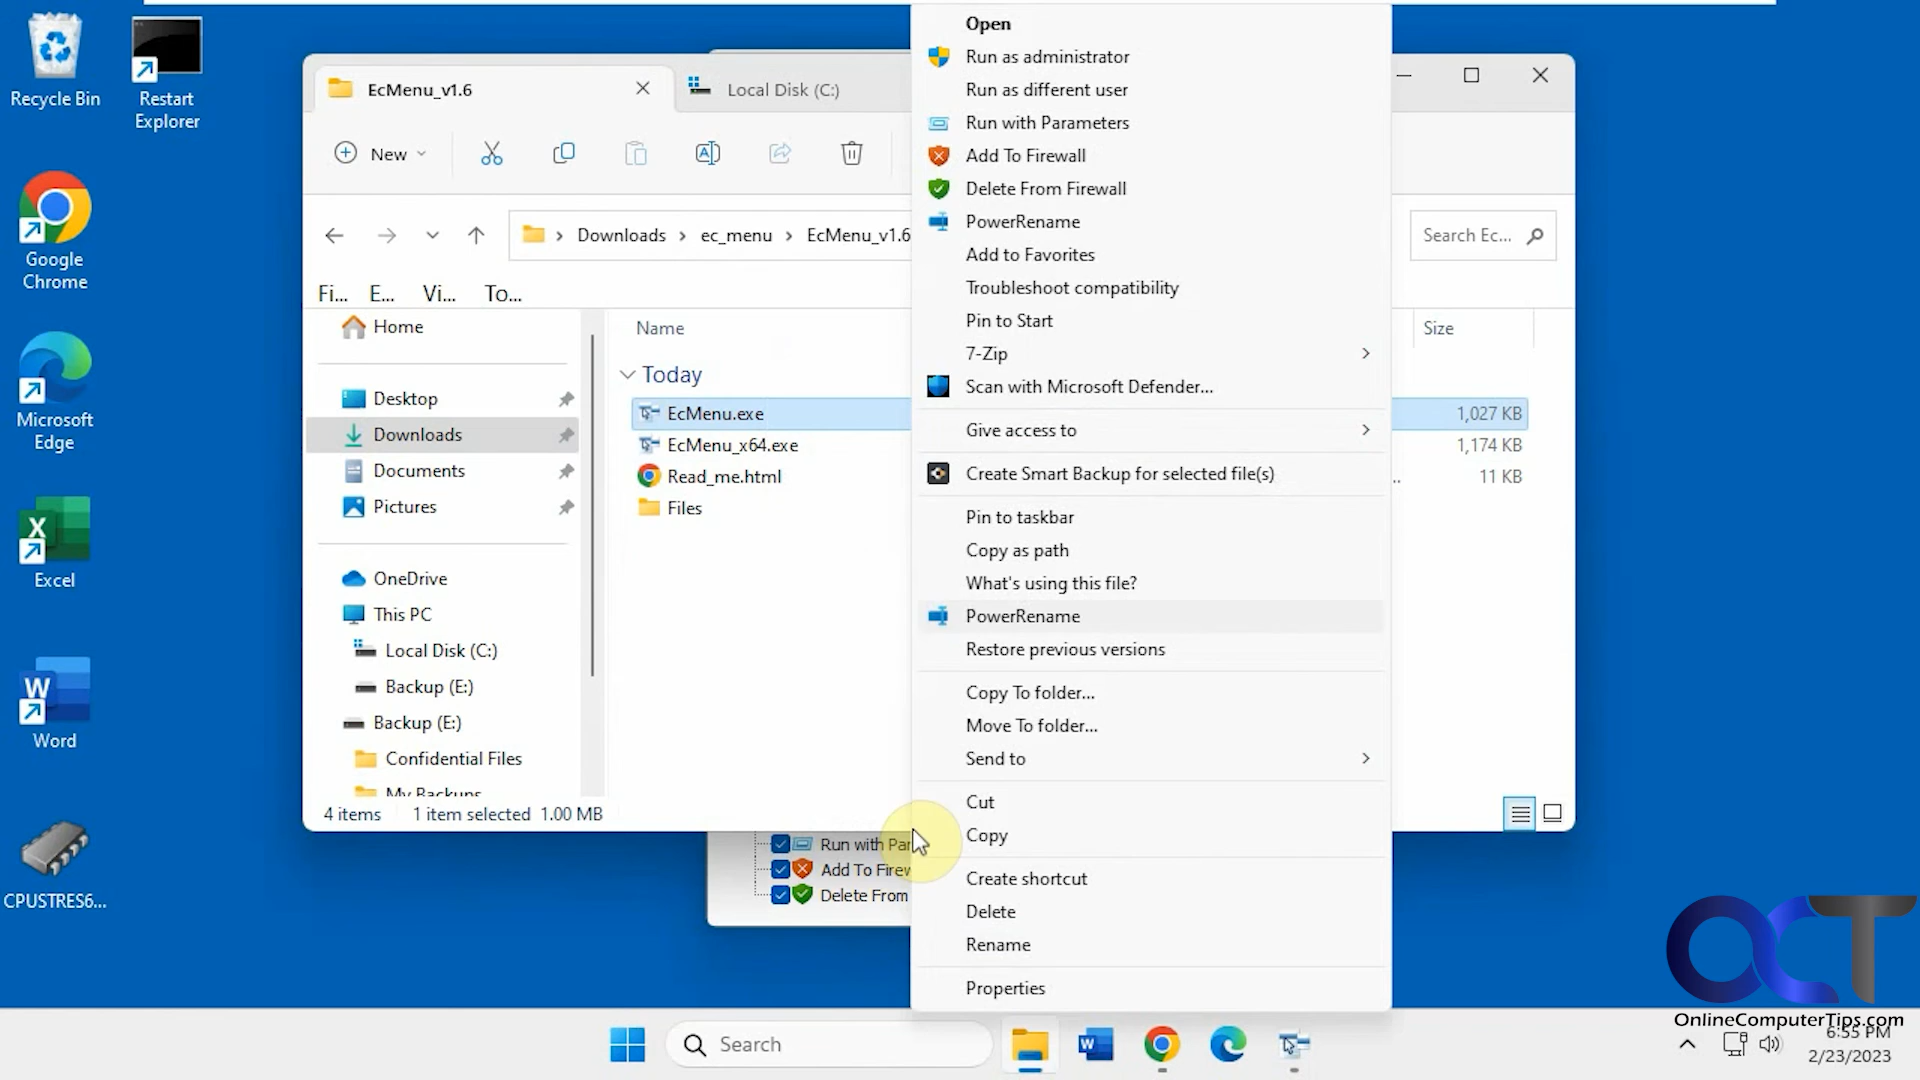 Recycle Bin
Restart
Explorer
Google
Chrome
Microsoft
Edge
Excel
Word
CPUSTRES6...
EcMenu_v1.6
Local Disk (C:)
New
Downloads
ec_menu
EcMenu_v1.6
Search Ec...
Fi...
E...
Vi...
To...
Home
Desktop
Downloads
Documents
Pictures
OneDrive
This PC
Local Disk (C:)
Backup (E:)
Backup (E:)
Confidential Files
My Backups
Name
Size
Today
EcMenu.exe
1,027 KB
EcMenu_x64.exe
1,174 KB
Read_me.html
..
11 KB
Files
4 items
1 item selected 1.00 MB
Run with Par
Add To Firew
Delete From
Open
Run as administrator
Run as different user
Run with Parameters
Add To Firewall
Delete From Firewall
PowerRename
Add to Favorites
Troubleshoot compatibility
Pin to Start
7-Zip
Scan with Microsoft Defender...
Give access to
Create Smart Backup for selected file(s)
Pin to taskbar
Copy as path
What's using this file?
PowerRename
Restore previous versions
Copy To folder...
Move To folder...
Send to
Cut
Copy
Create shortcut
Delete
Rename
Properties
Search
OCT
OnlineComputerTips.com
6:55 PM
2/23/2023